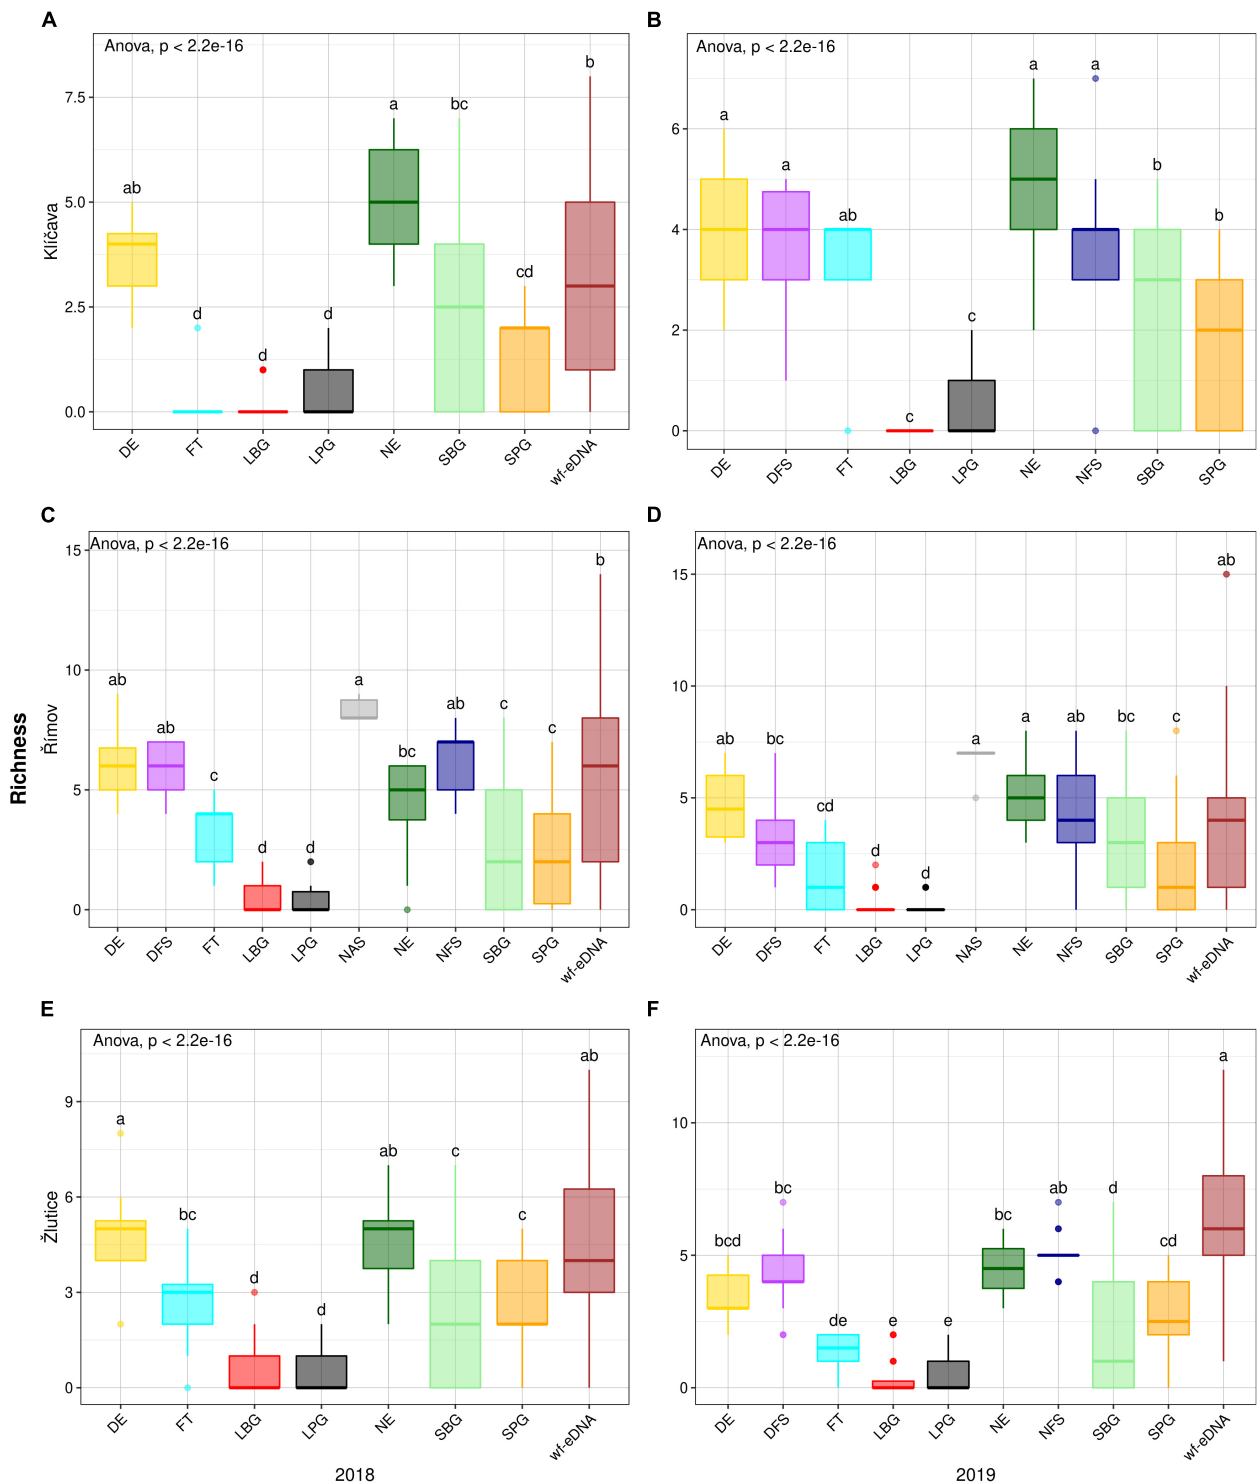 A
Anova, p < 2.2e-16
ab
d
d
d
a
bc
cd
b
7.5
5.0
2.5
0.0
Klíčava
DE
FT
LBG
LPG
NE
SBG
SPG
wf-eDNA
B
Anova, p < 2.2e-16
a
a
ab
c
c
a
a
b
b
6
4
2
0
DE
DFS
FT
LBG
LPG
NE
NFS
SBG
SPG
C
Anova, p < 2.2e-16
ab
ab
c
d
d
a
bc
ab
c
c
b
15
10
5
0
Richness
Římov
DE
DFS
FT
LBG
LPG
NAS
NE
NFS
SBG
SPG
wf-eDNA
D
Anova, p < 2.2e-16
ab
bc
cd
d
d
a
a
ab
bc
c
ab
15
10
5
0
DE
DFS
FT
LBG
LPG
NAS
NE
NFS
SBG
SPG
wf-eDNA
E
Anova, p < 2.2e-16
a
bc
d
d
ab
c
c
ab
9
6
3
0
Žlutice
DE
FT
LBG
LPG
NE
SBG
SPG
wf-eDNA
2018
F
Anova, p < 2.2e-16
bcd
bc
de
e
e
bc
ab
d
cd
a
10
5
0
DE
DFS
FT
LBG
LPG
NE
NFS
SBG
SPG
wf-eDNA
2019